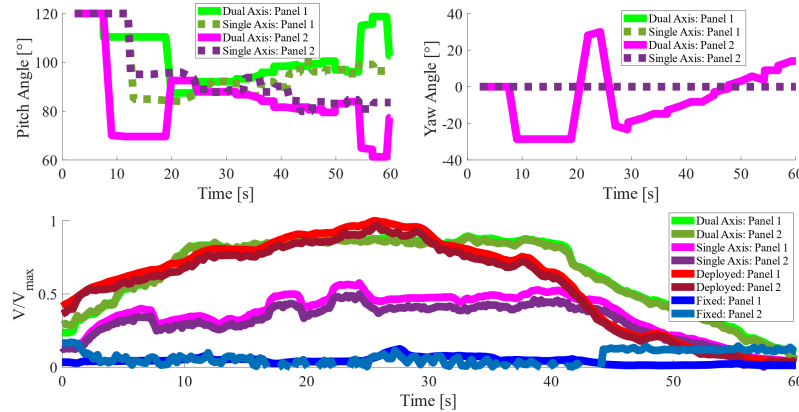 120
100
80
60
Pitch Angle [°]
0
10
20
30
40
50
60
Time [s]
Dual Axis: Panel 1
Single Axis: Panel 1
Dual Axis: Panel 2
Single Axis: Panel 2
40
20
0
-20
-40
Yaw Angle [°]
0
10
20
30
40
50
60
Time [s]
Dual Axis: Panel 1
Single Axis: Panel 1
Dual Axis: Panel 2
Single Axis: Panel 2
1
0.5
0
V/Vmax
0
10
20
30
40
50
60
Time [s]
Dual Axis: Panel 1
Dual Axis: Panel 2
Single Axis: Panel 1
Single Axis: Panel 2
Deployed: Panel 1
Deployed: Panel 2
Fixed: Panel 1
Fixed: Panel 2